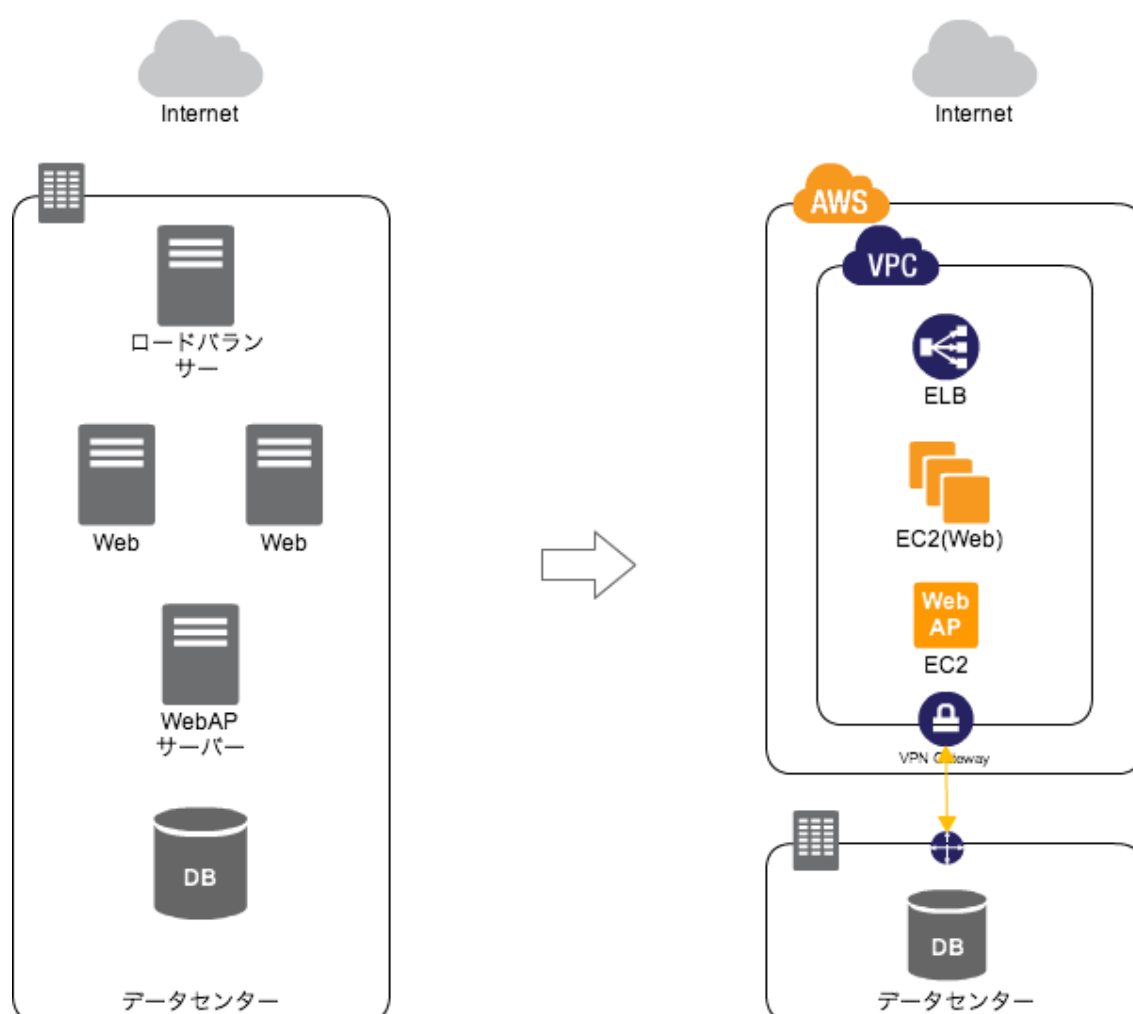 Internet
ロードバラン
サー
Web
Web
WebAP
サーバー
DB
データセンター
Internet
AWS
VPC
ELB
EC2(Web)
Web
AP
EC2
VPN Gateway
DB
データセンター